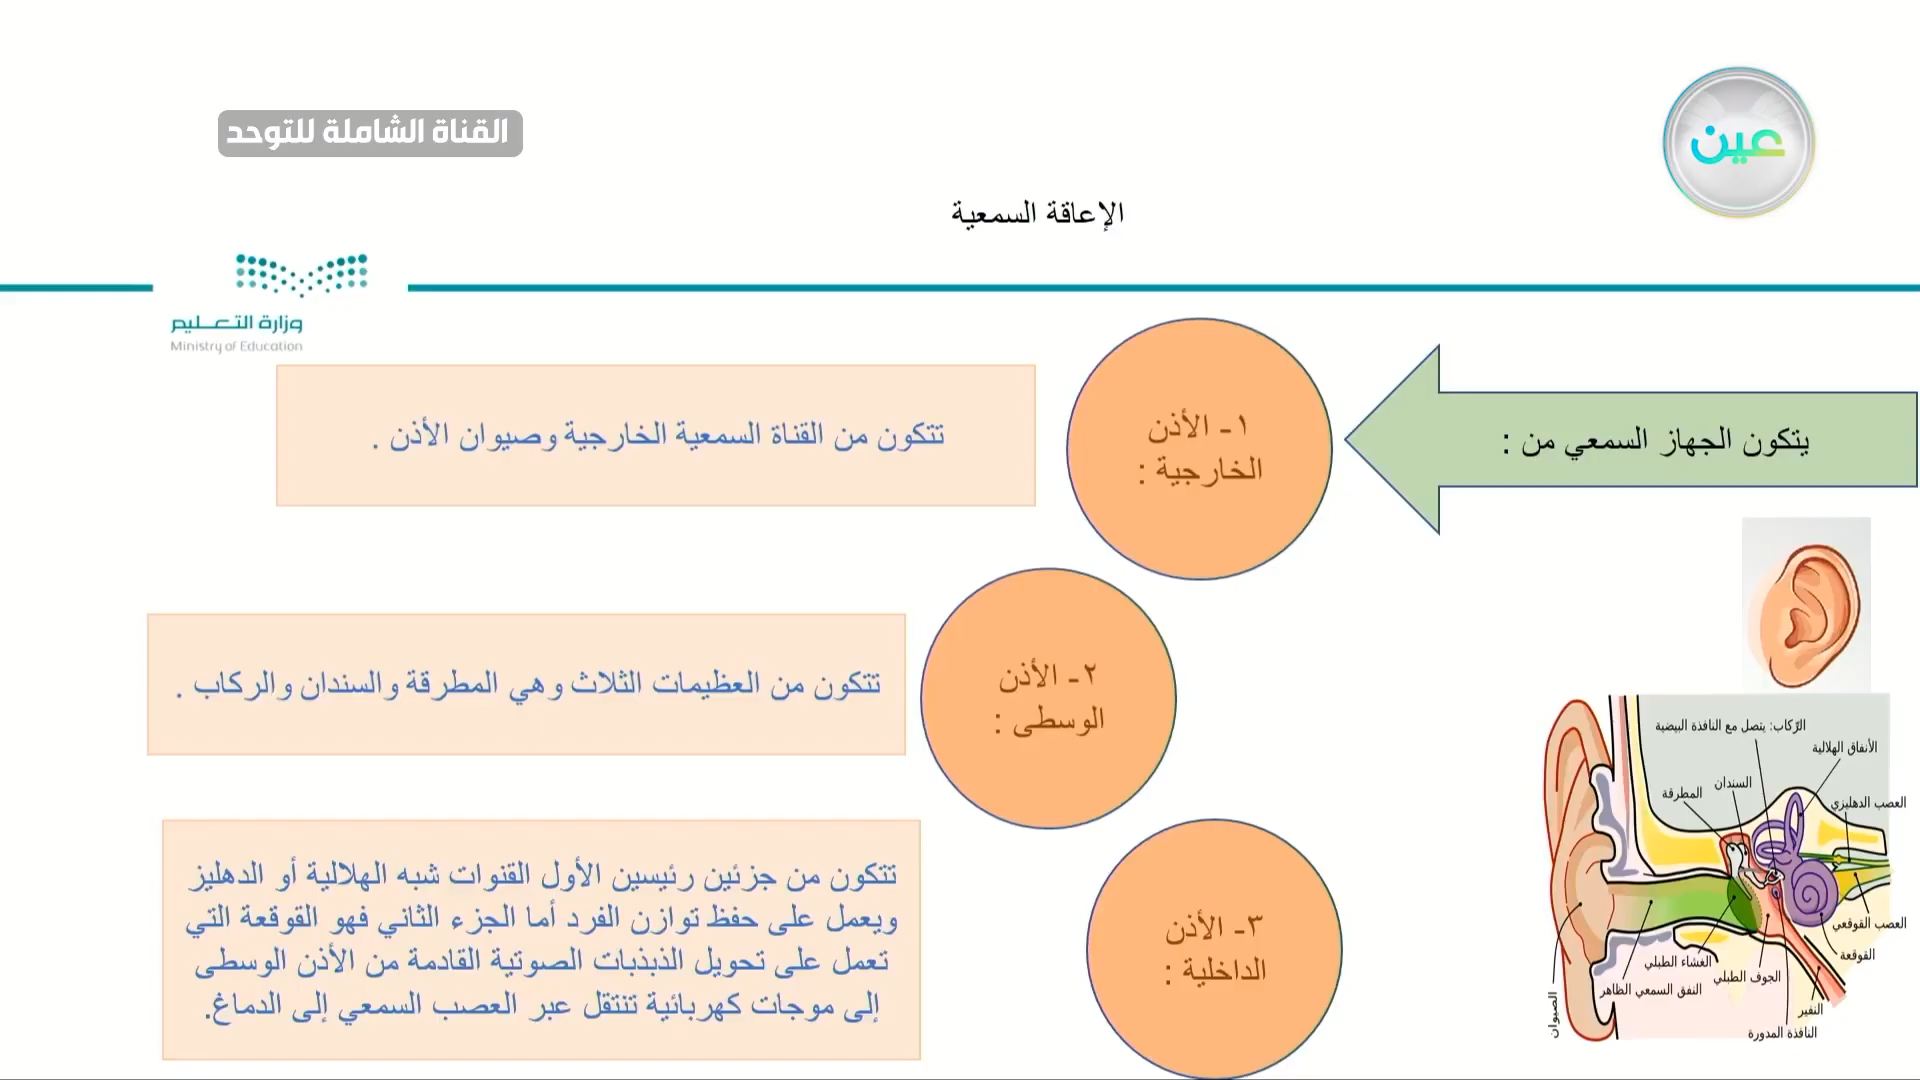 القناة الشاملة للتوحد
عين
الإعاقة السمعية
وزارة التعليم
Ministry of Education
يتكون الجهاز السمعي من :
١- الأذن
الخارجية :
تتكون من القناة السمعية الخارجية وصيوان الأذن .
٢- الأذن
الوسطى :
تتكون من العظيمات الثلاث وهي المطرقة والسندان والركاب .
٣- الأذن
الداخلية :
تتكون من جزئين رئيسين الأول القنوات شبه الهلالية أو الدهليز
ويعمل على حفظ توازن الفرد أما الجزء الثاني فهو القوقعة التي
تعمل على تحويل الذبذبات الصوتية القادمة من الأذن الوسطى
إلى موجات كهربائية تنتقل عبر العصب السمعي إلى الدماغ.
الرّكاب: يتصل مع النافذة البيضية
الأنفاق الهلالية
السندان
المطرقة
العصب الدهليزي
العصب القوقعي
القوقعة
الغشاء الطبلي
الجوف الطبلي
النفق السمعي الظاهر
النفير
النافذة المدورة
الصيوان